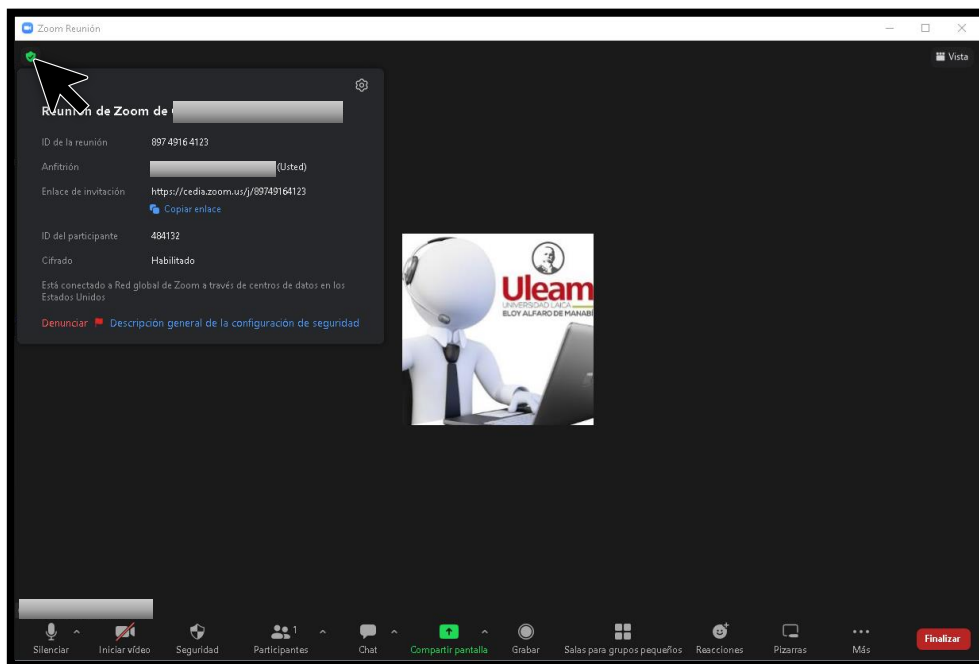 Zoom Reunión
Vista
Reunión de Zoom de
ID de la reunión 897 4916 4123
Anfitrión (Usted)
Enlace de invitación https://cedia.zoom.us/j/89749164123
Copiar enlace
ID del participante 484132
Cifrado Habilitado
Está conectado a Red global de Zoom a través de centros de datos en los
Estados Unidos
Denunciar Descripción general de la configuración de seguridad
Uleam
UNIVERSIDAD LAICA
ELOY ALFARO DE MANABÍ
1
Silenciar Iniciar vídeo Seguridad Participantes Chat Compartir pantalla Grabar Salas para grupos pequeños Reacciones Pizarras Más Finalizar